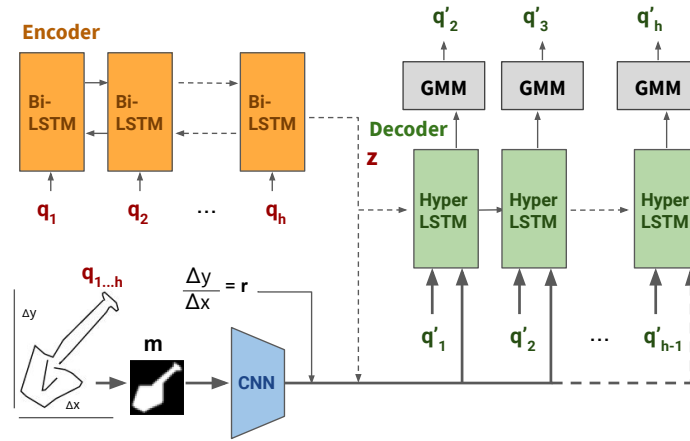 Encoder
Bi-
LSTM
Bi-
LSTM
Bi-
LSTM
q1
q2
...
qh
q'2
q'3
q'h
GMM
GMM
GMM
Decoder
z
Hyper
LSTM
Hyper
LSTM
Hyper
LSTM
q'1
q'2
...
q'h-1
q1...h
Δy
Δx
m
Δy
Δx
= r
CNN